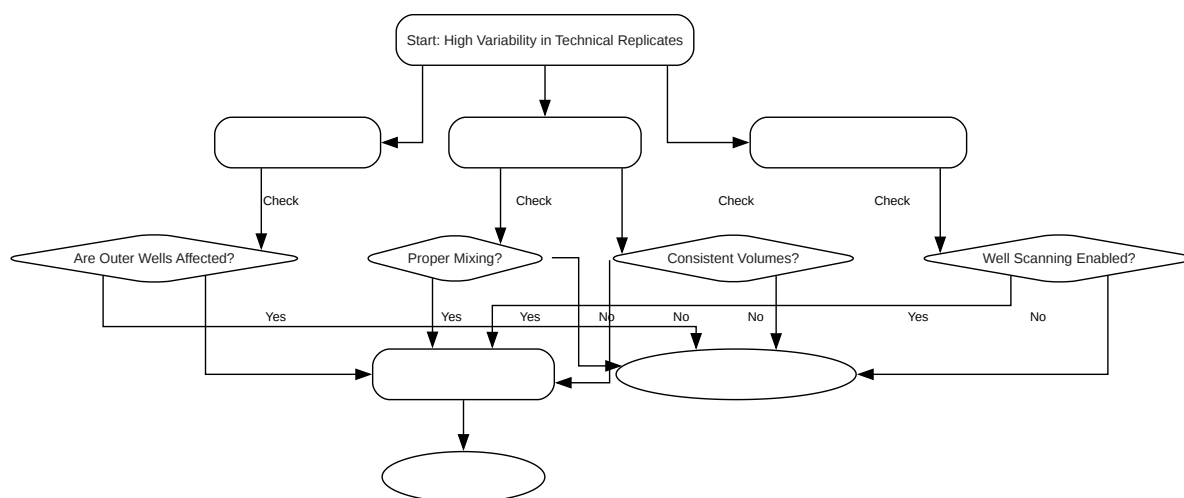 Start: High Variability in Technical Replicates
Check
Check
Check
Check
Are Outer Wells Affected?
Proper Mixing?
Consistent Volumes?
Well Scanning Enabled?
Yes
Yes
Yes
No
No
No
Yes
No